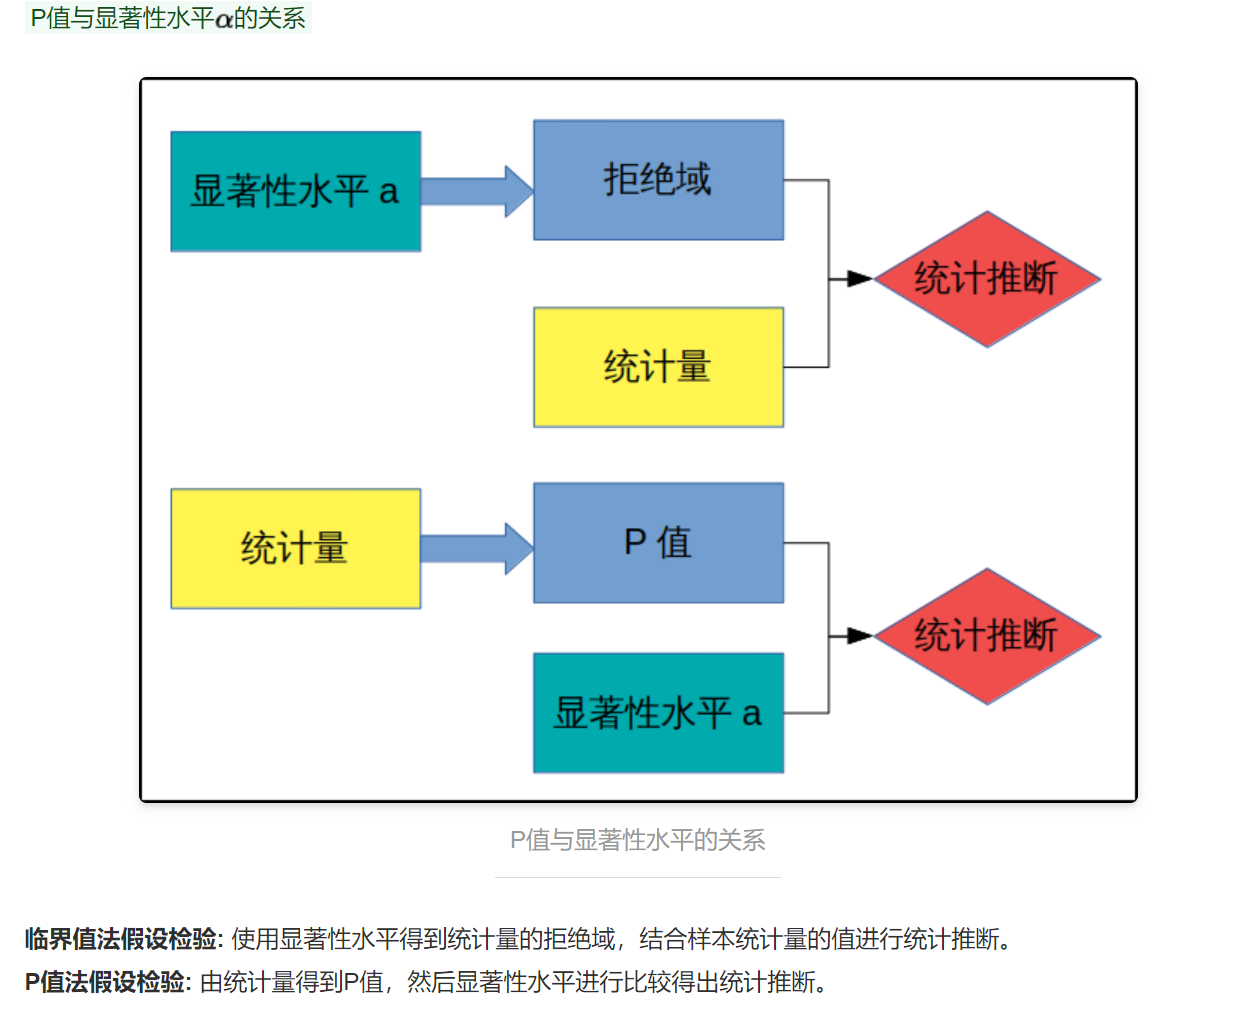 P值与显著性水平α的关系
显著性水平 a
拒绝域
统计量
统计推断
统计量
P 值
显著性水平 a
统计推断
P值与显著性水平的关系
临界值法假设检验: 使用显著性水平得到统计量的拒绝域，结合样本统计量的值进行统计推断。
P值法假设检验: 由统计量得到P值，然后显著性水平进行比较得出统计推断。